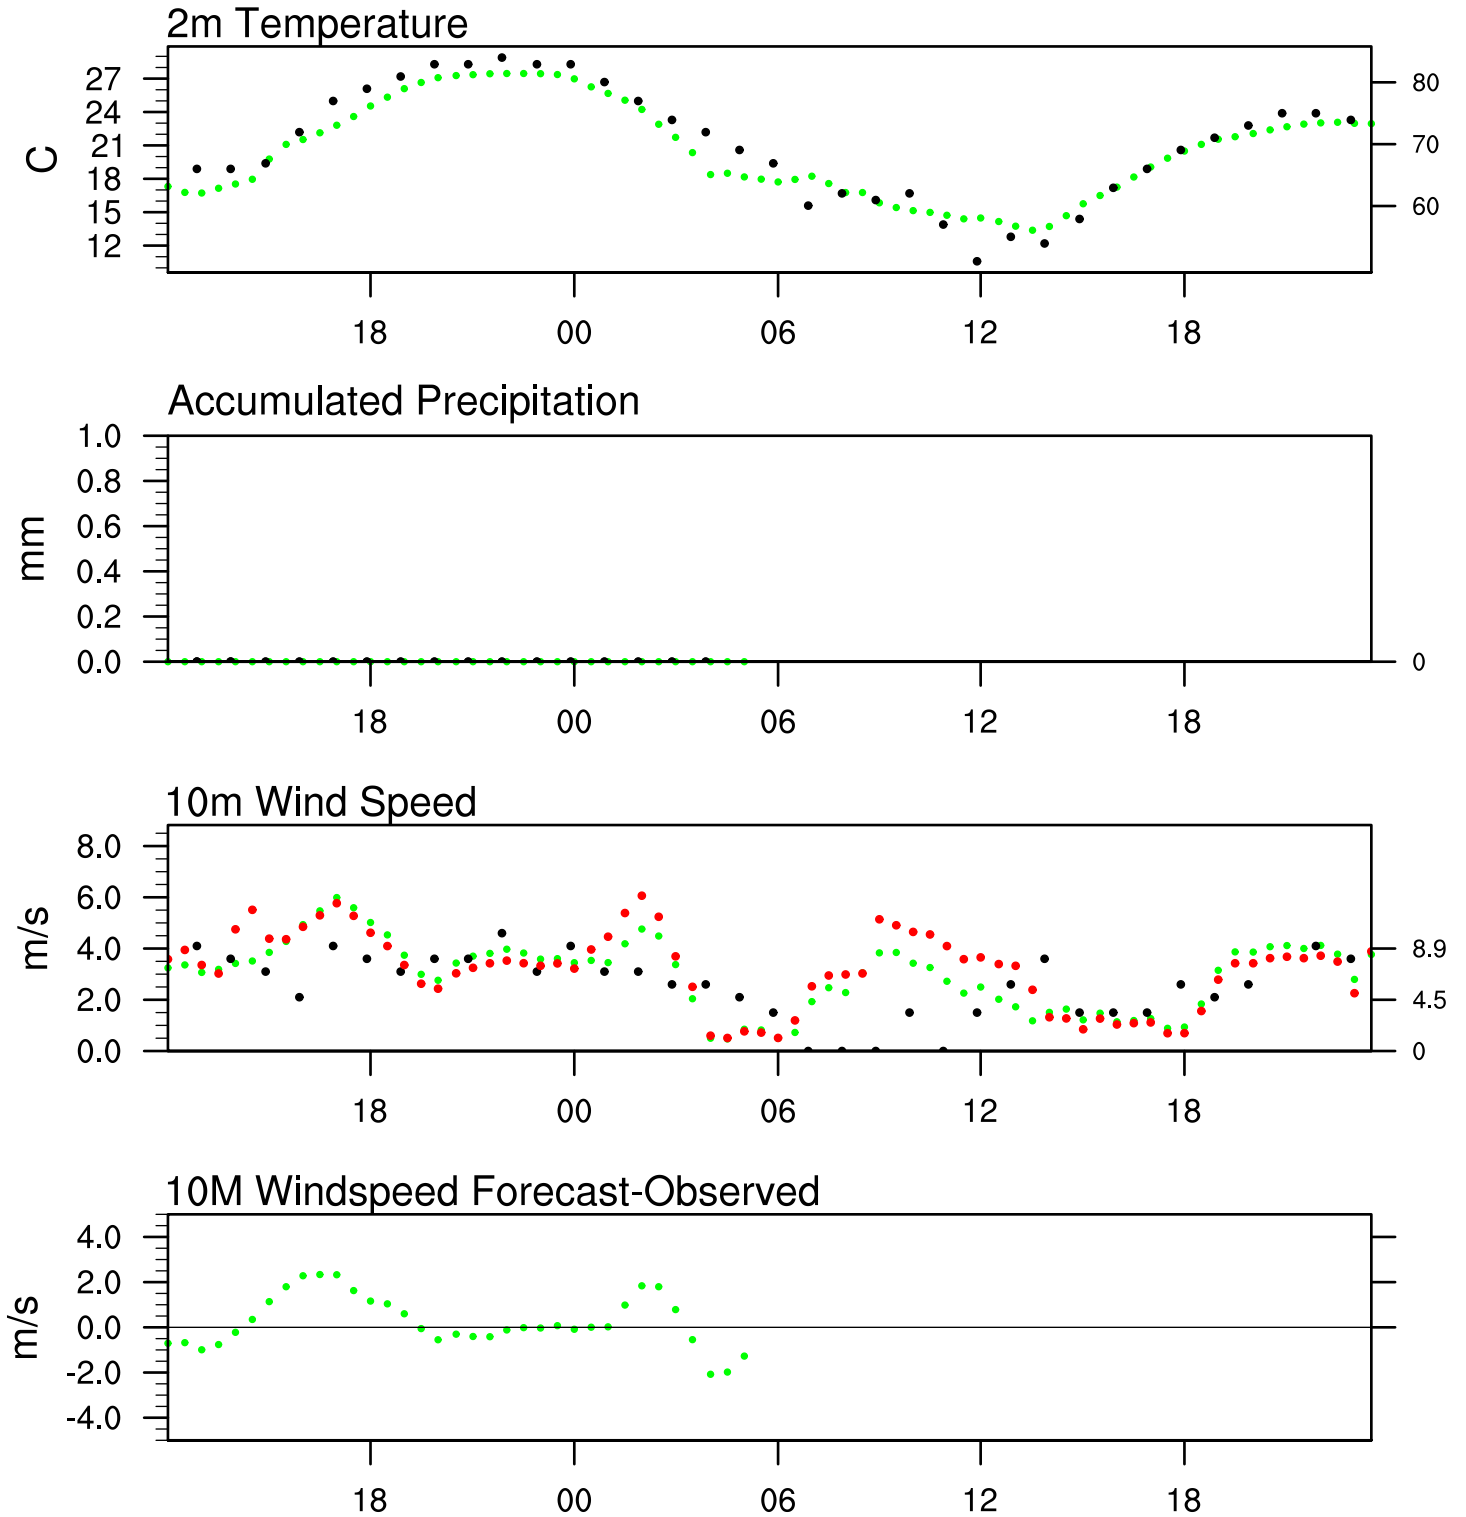 2m Temperature
27
24
21
18
15
12
C
80
70
60
18 00 06 12 18
Accumulated Precipitation
1.0
0.8
0.6
0.4
0.2
0.0
mm
0
18 00 06 12 18
10m Wind Speed
8.0
6.0
4.0
2.0
0.0
m/s
8.9
4.5
0
18 00 06 12 18
10M Windspeed Forecast-Observed
4.0
2.0
0.0
-2.0
-4.0
m/s
18 00 06 12 18